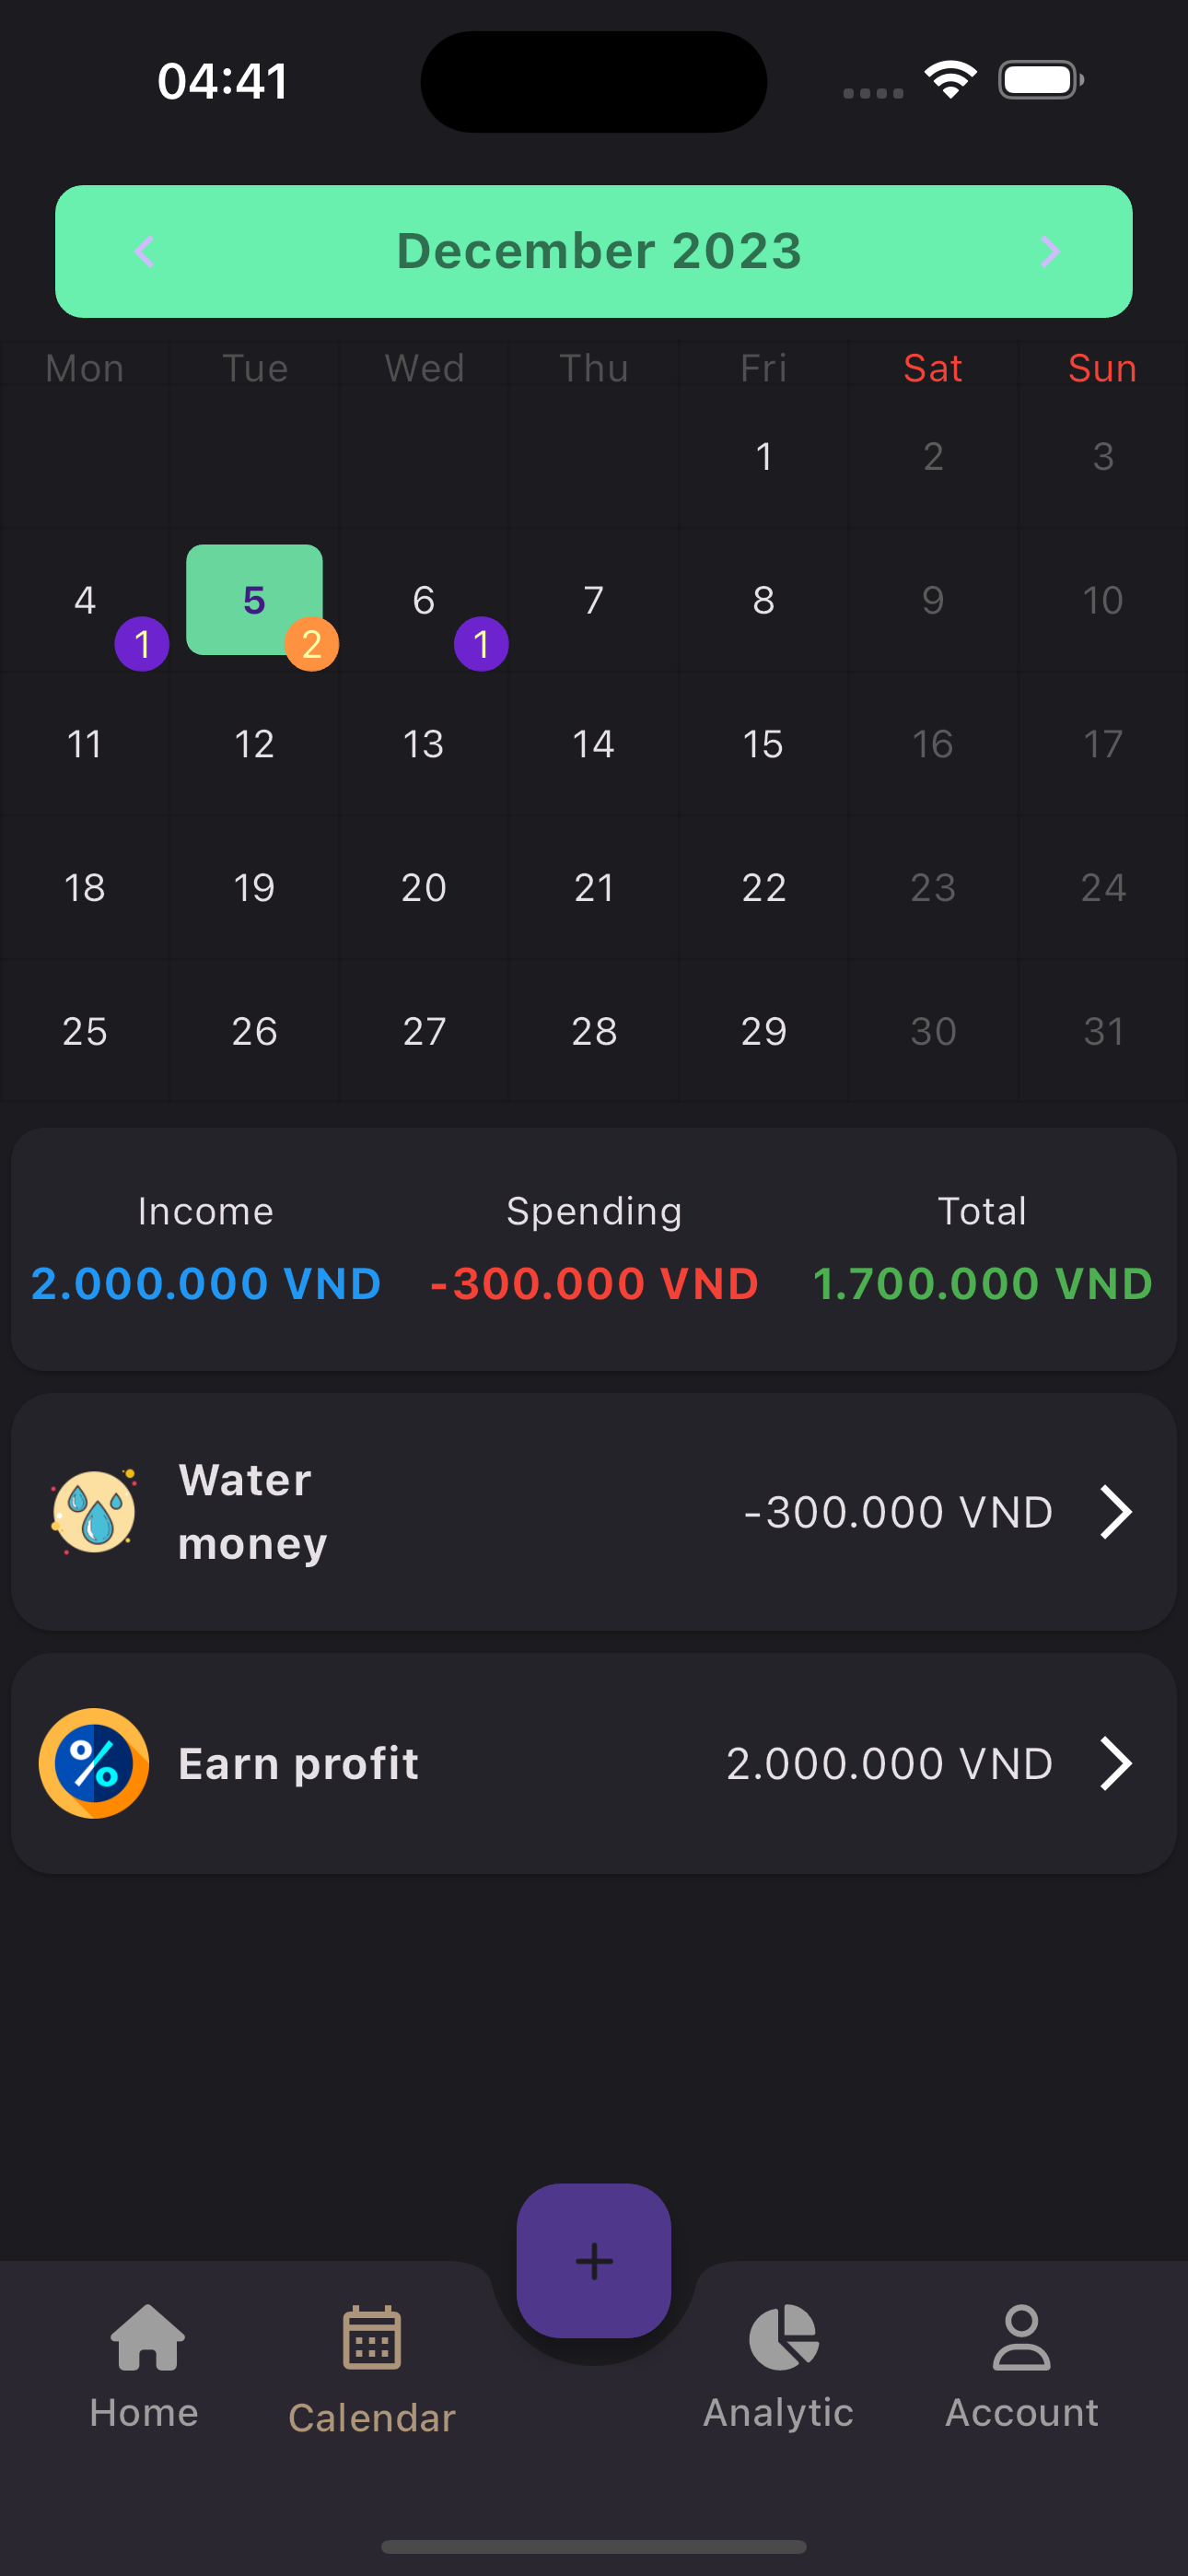 04:41
December 2023
Mon Tue Wed Thu Fri Sat Sun
1 2 3
4 5 6 7 8 9 10
1 2 1
11 12 13 14 15 16 17
18 19 20 21 22 23 24
25 26 27 28 29 30 31
Income Spending Total
2.000.000 VND -300.000 VND 1.700.000 VND
Water
money
-300.000 VND
% Earn profit 2.000.000 VND
+
Home Calendar Analytic Account